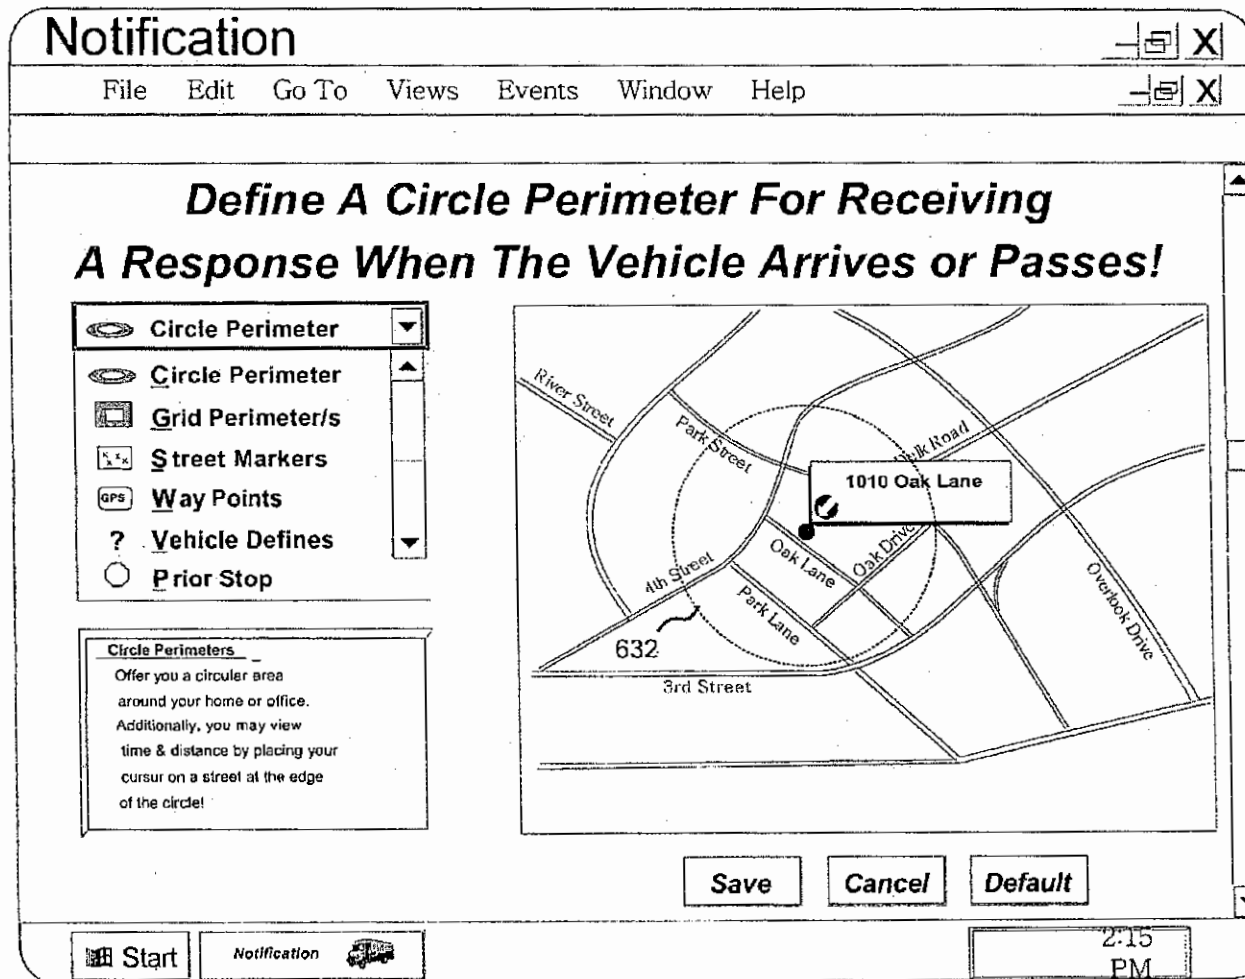 Notification
File Edit Go To Views Events Window Help
Define A Circle Perimeter For Receiving
A Response When The Vehicle Arrives or Passes!
Circle Perimeter
Circle Perimeter
Grid Perimeter/s
Street Markers
GPS Way Points
? Vehicle Defines
Prior Stop
Circle Perimeters
Offer you a circular area
around your home or office.
Additionally, you may view
time & distance by placing your
cursur on a street at the edge
of the circle!
River Street
Park Street
Road
1010 Oak Lane
4th Street
Oak Lane
Oak Drive
Park Lane
Overlook Drive
632
3rd Street
Save Cancel Default
Start Notification
2:15
PM